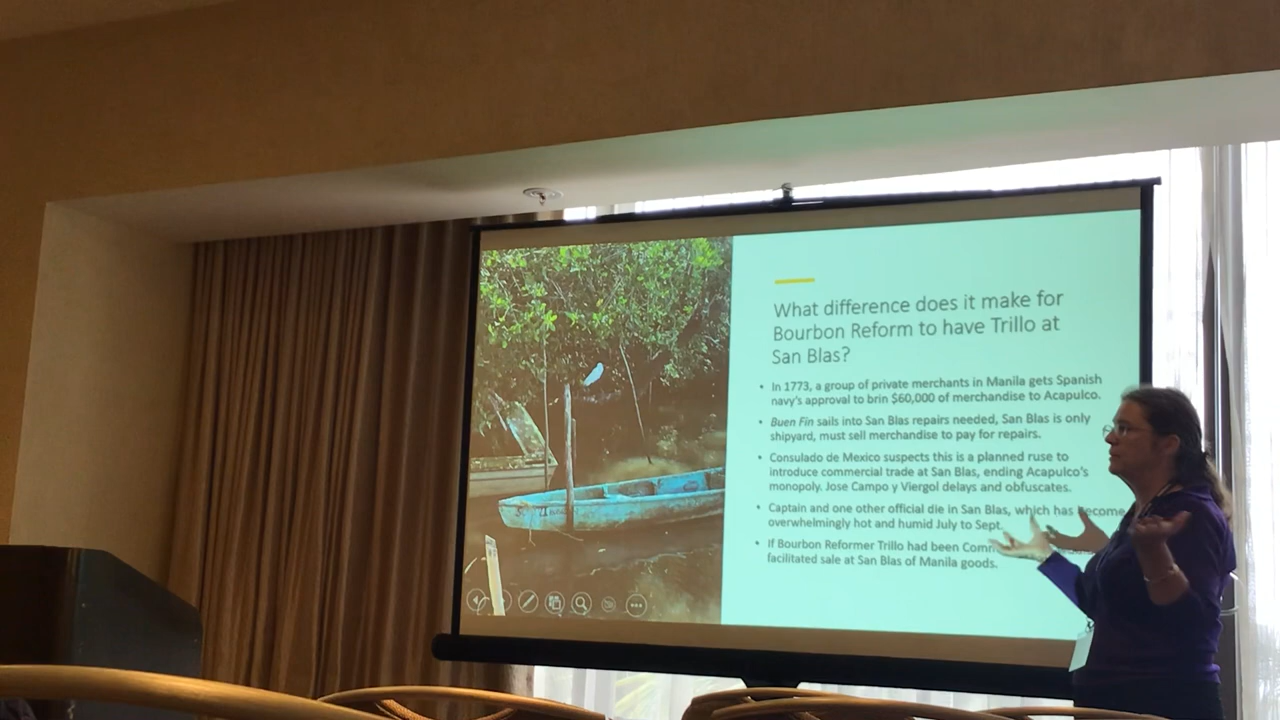 What difference does it make for
Bourbon Reform to have Trillo at
San Blas?
• In 1773, a group of private merchants in Manila gets Spanish
navy's approval to brin $60,000 of merchandise to Acapulco.
• Buen Fin sails into San Blas repairs needed, San Blas is only
shipyard, must sell merchandise to pay for repairs.
• Consulado de Mexico suspects this is a planned ruse to
introduce commercial trade at San Blas, ending Acapulco's
monopoly. Jose Campo y Viergol delays and obfuscates.
• Captain and one other official die in San Blas, which has become
overwhelmingly hot and humid July to Sept.
• If Bourbon Reformer Trillo had been
facilitated sale at San Blas of Manila goods.